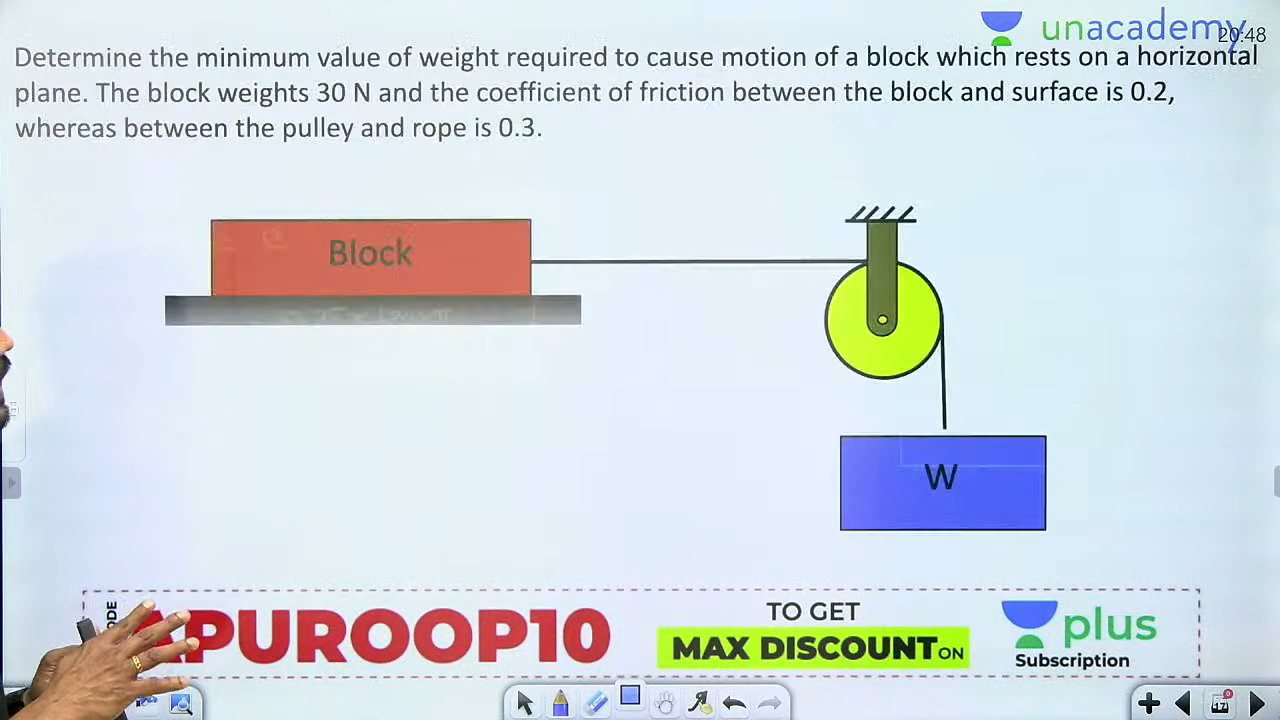 unacademy
20:48
Determine the minimum value of weight required to cause motion of a block which rests on a horizontal
plane. The block weights 30 N and the coefficient of friction between the block and surface is 0.2,
whereas between the pulley and rope is 0.3.
Block
W
APUROOP10
TO GET
MAX DISCOUNT ON
plus
Subscription
17